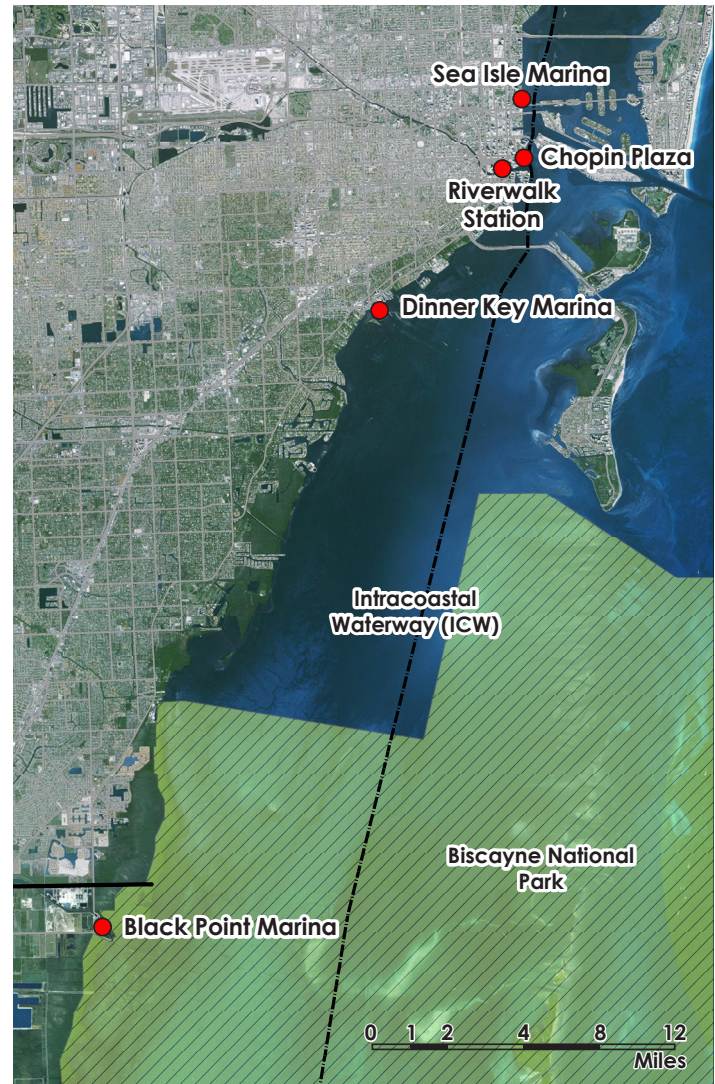 Sea Isle Marina
Chopin Plaza
Riverwalk
Station
Dinner Key Marina
Intracoastal
Waterway (ICW)
Biscayne National
Park
Black Point Marina
0 1 2 4 8 12
Miles